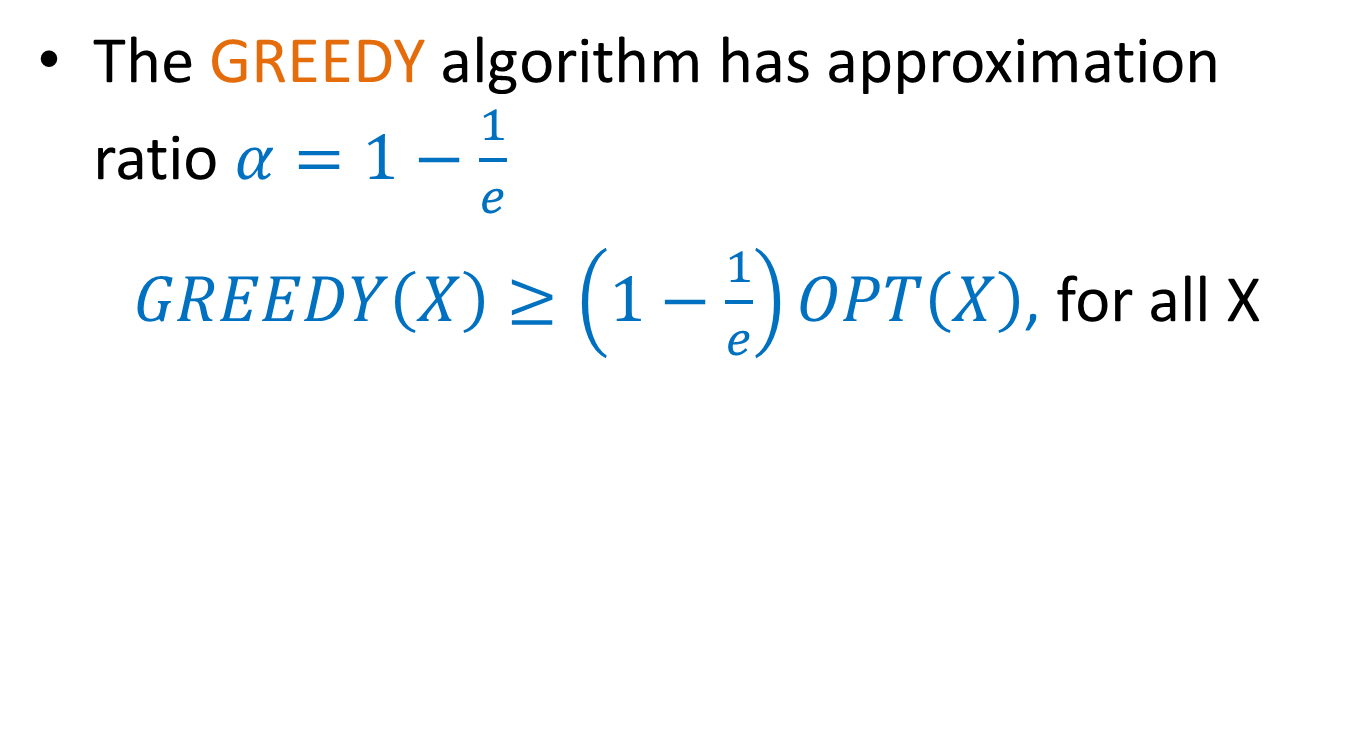 • The GREEDY algorithm has approximation
ratio α = 1 − 1/e
GREEDY(X) ≥ (1 − 1/e) OPT(X), for all X